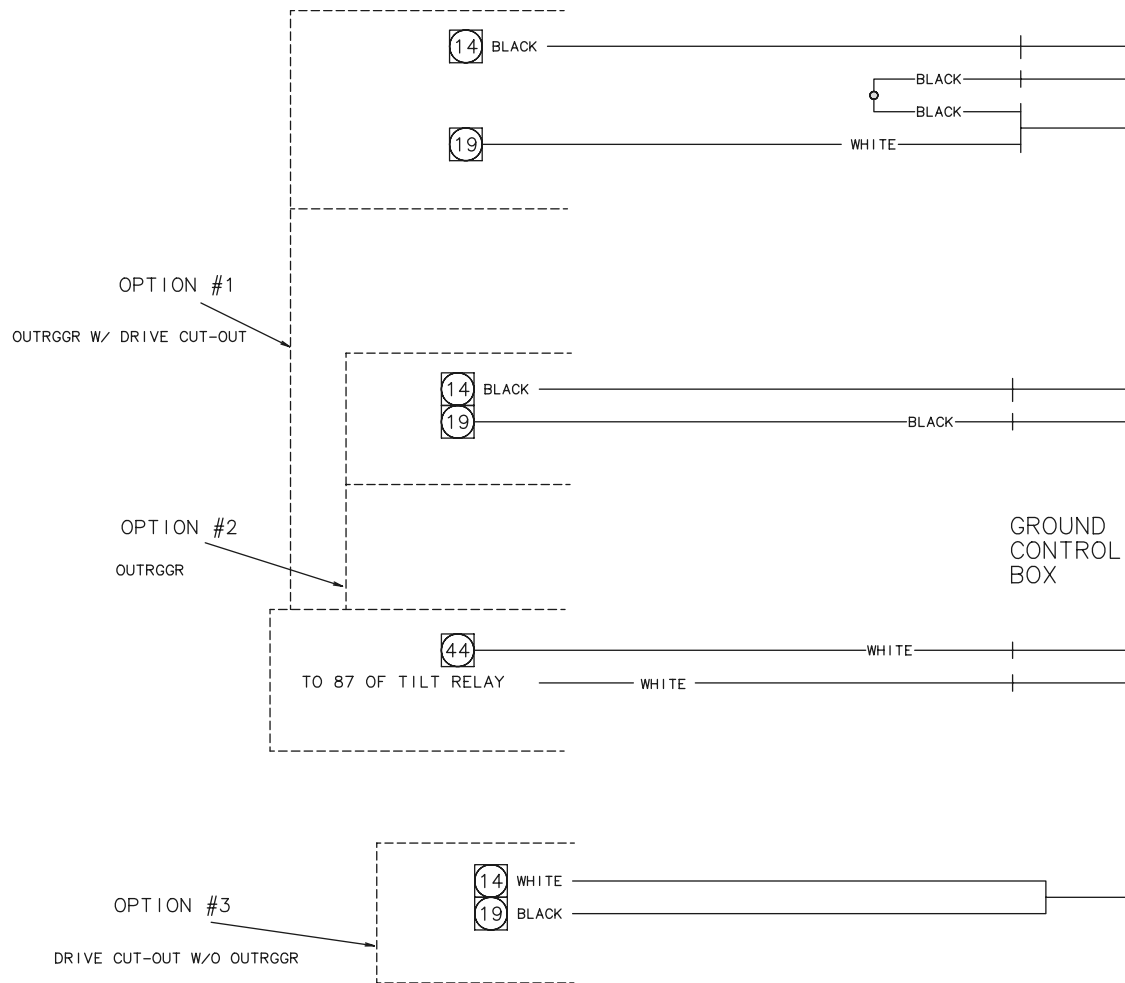 14 BLACK
BLACK
BLACK
19 WHITE
OPTION #1
OUTRGGR W/ DRIVE CUT-OUT
14 BLACK
19 BLACK
OPTION #2
OUTRGGR
GROUND
CONTROL
BOX
44 WHITE
TO 87 OF TILT RELAY WHITE
14 WHITE
19 BLACK
OPTION #3
DRIVE CUT-OUT W/O OUTRGGR